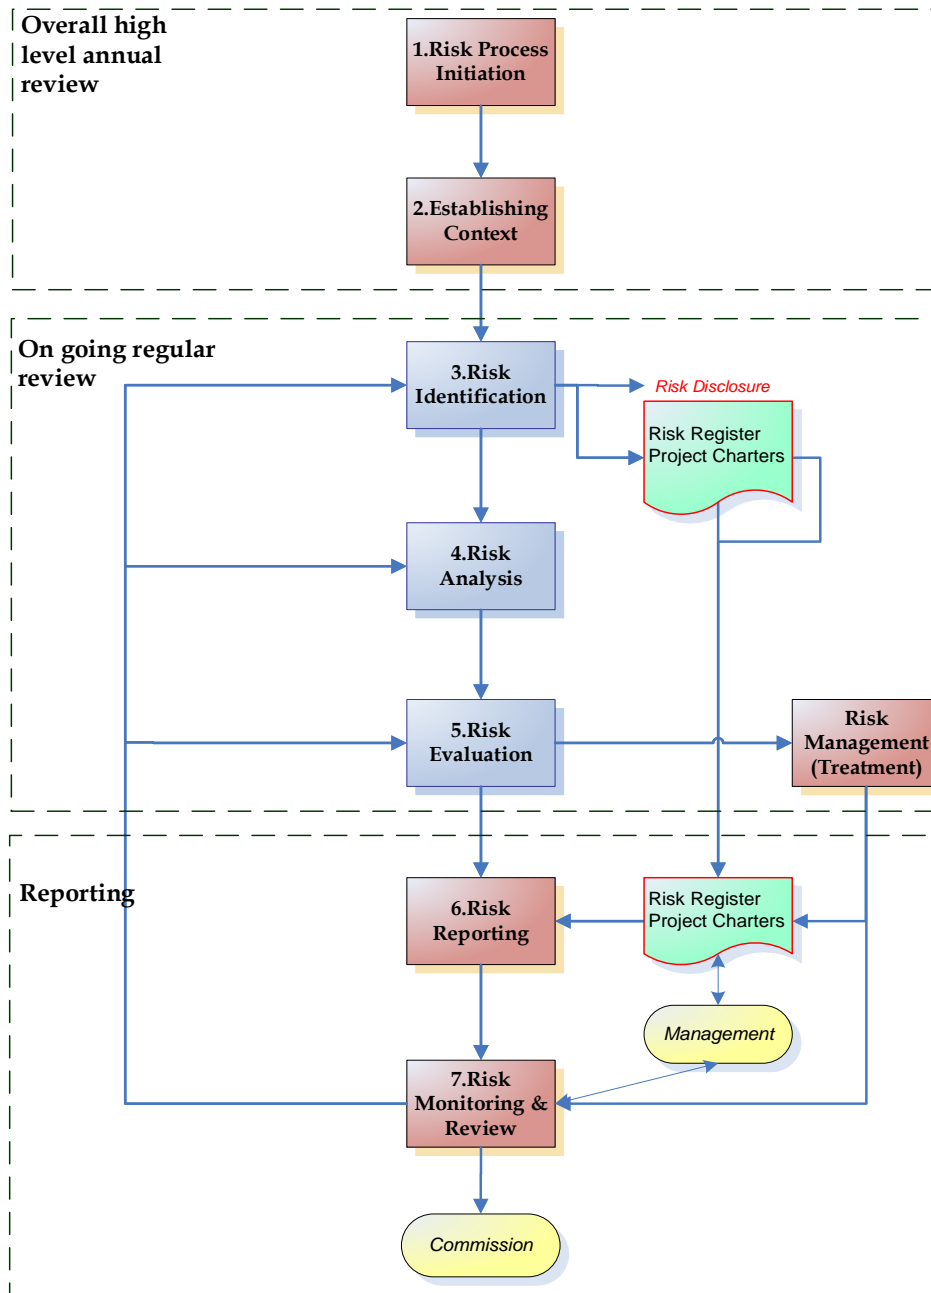 Overall high
level annual
review
1.Risk Process
Initiation
2.Establishing
Context
On going regular
review
3.Risk
Identification
Risk Disclosure
Risk Register
Project Charters
4.Risk
Analysis
5.Risk
Evaluation
Risk
Management
(Treatment)
Reporting
6.Risk
Reporting
Risk Register
Project Charters
Management
7.Risk
Monitoring &
Review
Commission